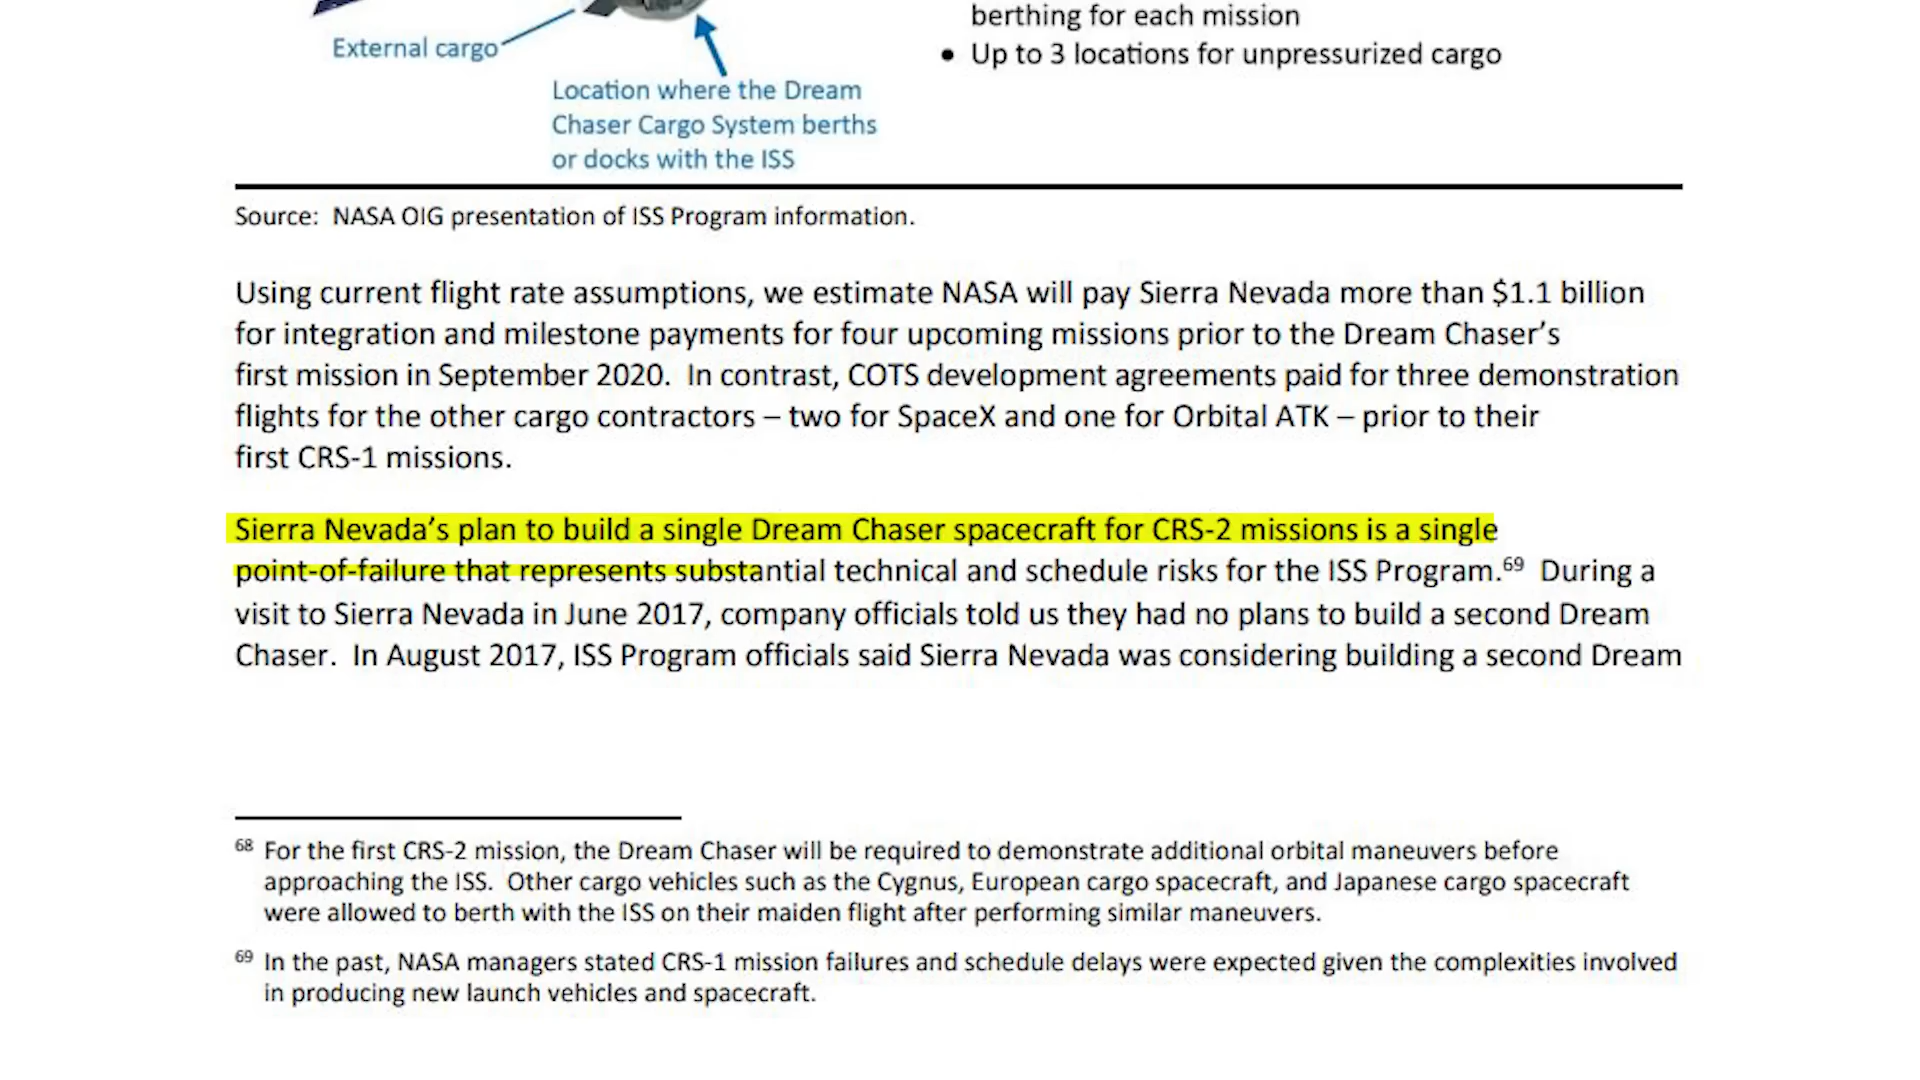 berthing for each mission
• Up to 3 locations for unpressurized cargo
External cargo
Location where the Dream
Chaser Cargo System berths
or docks with the ISS
Source: NASA OIG presentation of ISS Program information.
Using current flight rate assumptions, we estimate NASA will pay Sierra Nevada more than $1.1 billion
for integration and milestone payments for four upcoming missions prior to the Dream Chaser’s
first mission in September 2020. In contrast, COTS development agreements paid for three demonstration
flights for the other cargo contractors – two for SpaceX and one for Orbital ATK – prior to their
first CRS-1 missions.
Sierra Nevada’s plan to build a single Dream Chaser spacecraft for CRS-2 missions is a single
point-of-failure that represents substantial technical and schedule risks for the ISS Program.69 During a
visit to Sierra Nevada in June 2017, company officials told us they had no plans to build a second Dream
Chaser. In August 2017, ISS Program officials said Sierra Nevada was considering building a second Dream
68 For the first CRS-2 mission, the Dream Chaser will be required to demonstrate additional orbital maneuvers before
approaching the ISS. Other cargo vehicles such as the Cygnus, European cargo spacecraft, and Japanese cargo spacecraft
were allowed to berth with the ISS on their maiden flight after performing similar maneuvers.
69 In the past, NASA managers stated CRS-1 mission failures and schedule delays were expected given the complexities involved
in producing new launch vehicles and spacecraft.